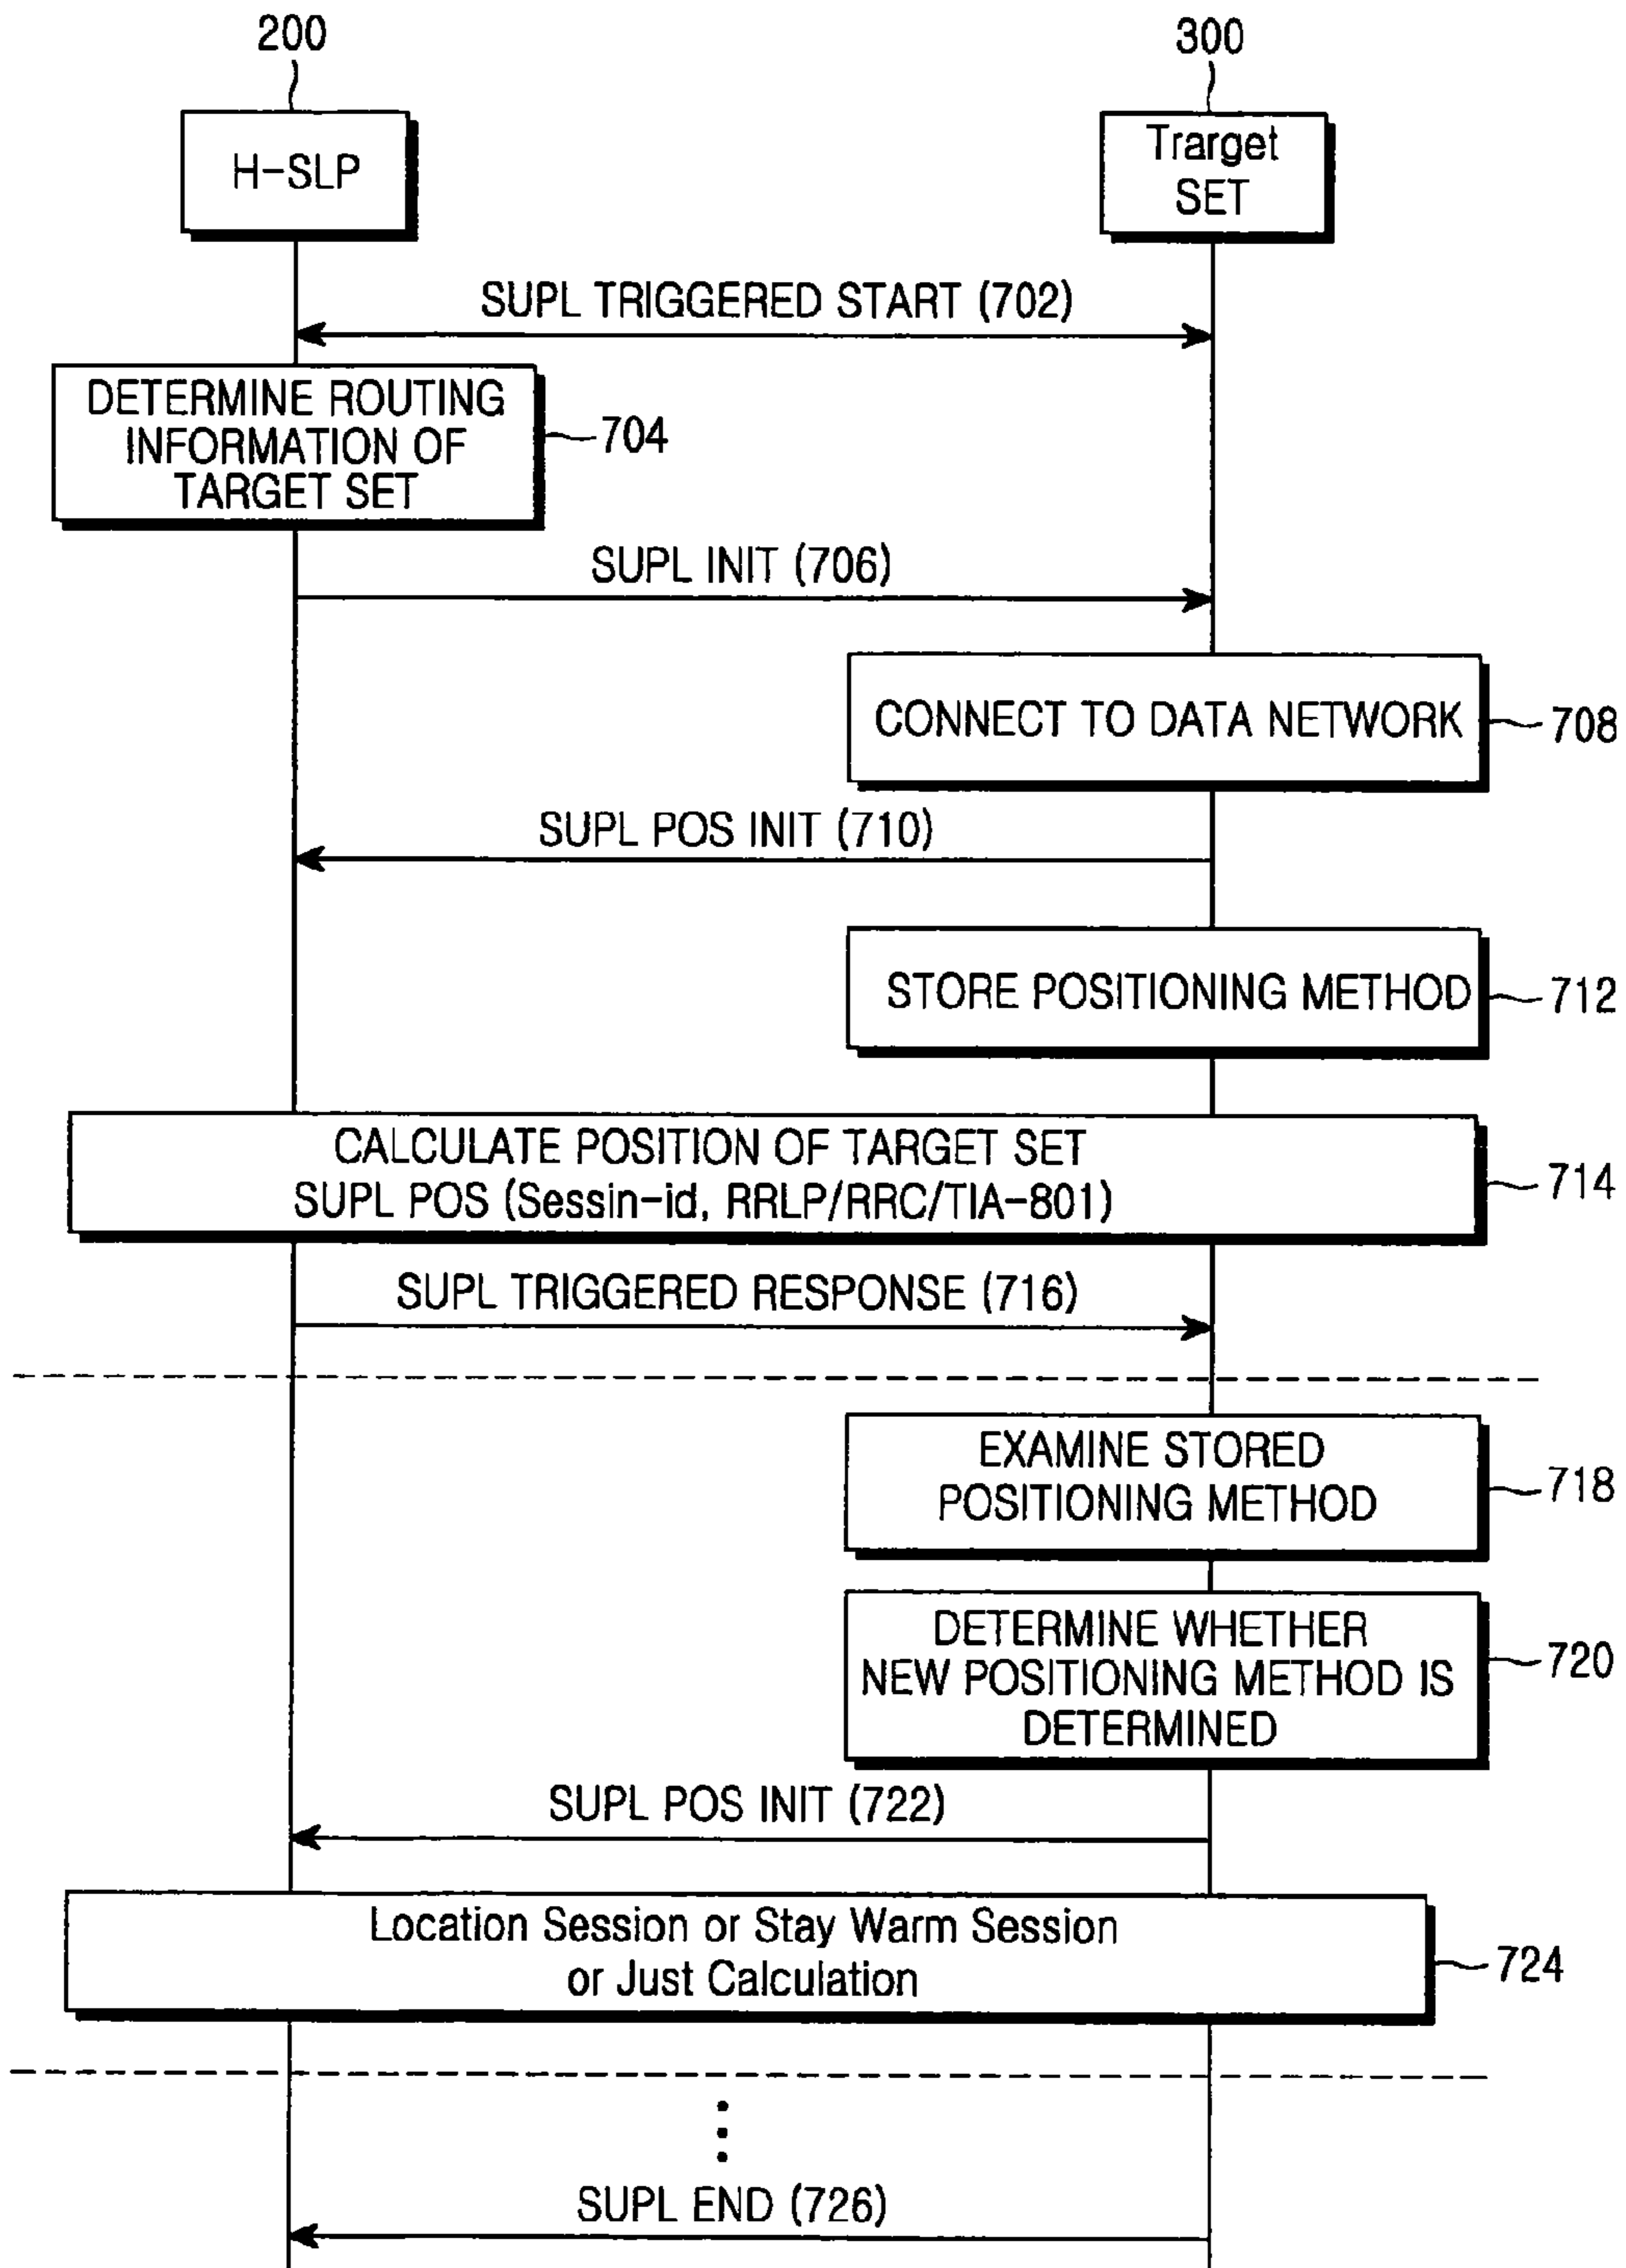 200
300
H-SLP
Trarget
SET
SUPL TRIGGERED START (702)
DETERMINE ROUTING
INFORMATION OF
TARGET SET
704
SUPL INIT (706)
CONNECT TO DATA NETWORK
708
SUPL POS INIT (710)
STORE POSITIONING METHOD
712
CALCULATE POSITION OF TARGET SET
SUPL POS (Sessin-id, RRLP/RRC/TIA-801)
714
SUPL TRIGGERED RESPONSE (716)
EXAMINE STORED
POSITIONING METHOD
718
DETERMINE WHETHER
NEW POSITIONING METHOD IS
DETERMINED
720
SUPL POS INIT (722)
Location Session or Stay Warm Session
or Just Calculation
724
SUPL END (726)